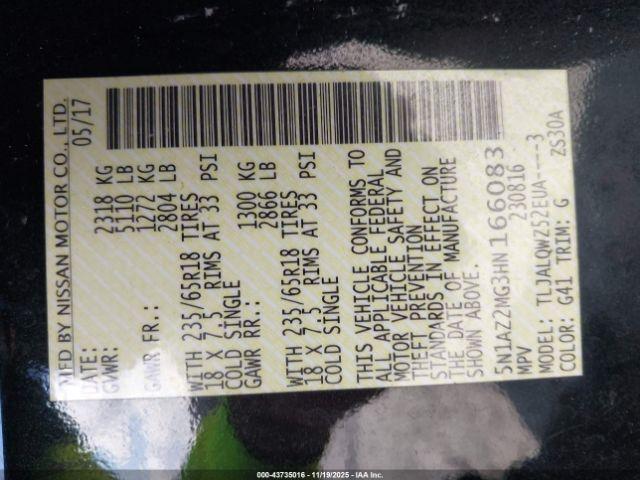 MFD BY NISSAN MOTOR CO., LTD.
DATE: 05/17
GVWR: 2318 KG
5110 LB
GAWR FR.: 1272 KG
2804 LB
WITH 235/65R18 TIRES
18 X 7.5 RIMS AT 33 PSI
COLD SINGLE
GAWR RR.: 1300 KG
2866 LB
WITH 235/65R18 TIRES
18 X 7.5 RIMS AT 33 PSI
COLD SINGLE
THIS VEHICLE CONFORMS TO
ALL APPLICABLE FEDERAL
MOTOR VEHICLE SAFETY AND
THEFT PREVENTION
STANDARDS IN EFFECT ON
THE DATE OF MANUFACTURE
SHOWN ABOVE.
5N1AZ2MG3HN166083
MPV 230816
MODEL: TLJALQWZ52EUA----3
COLOR: G41 TRIM: G ZS30A
000-43735016 - 11/19/2025 - IAA Inc.